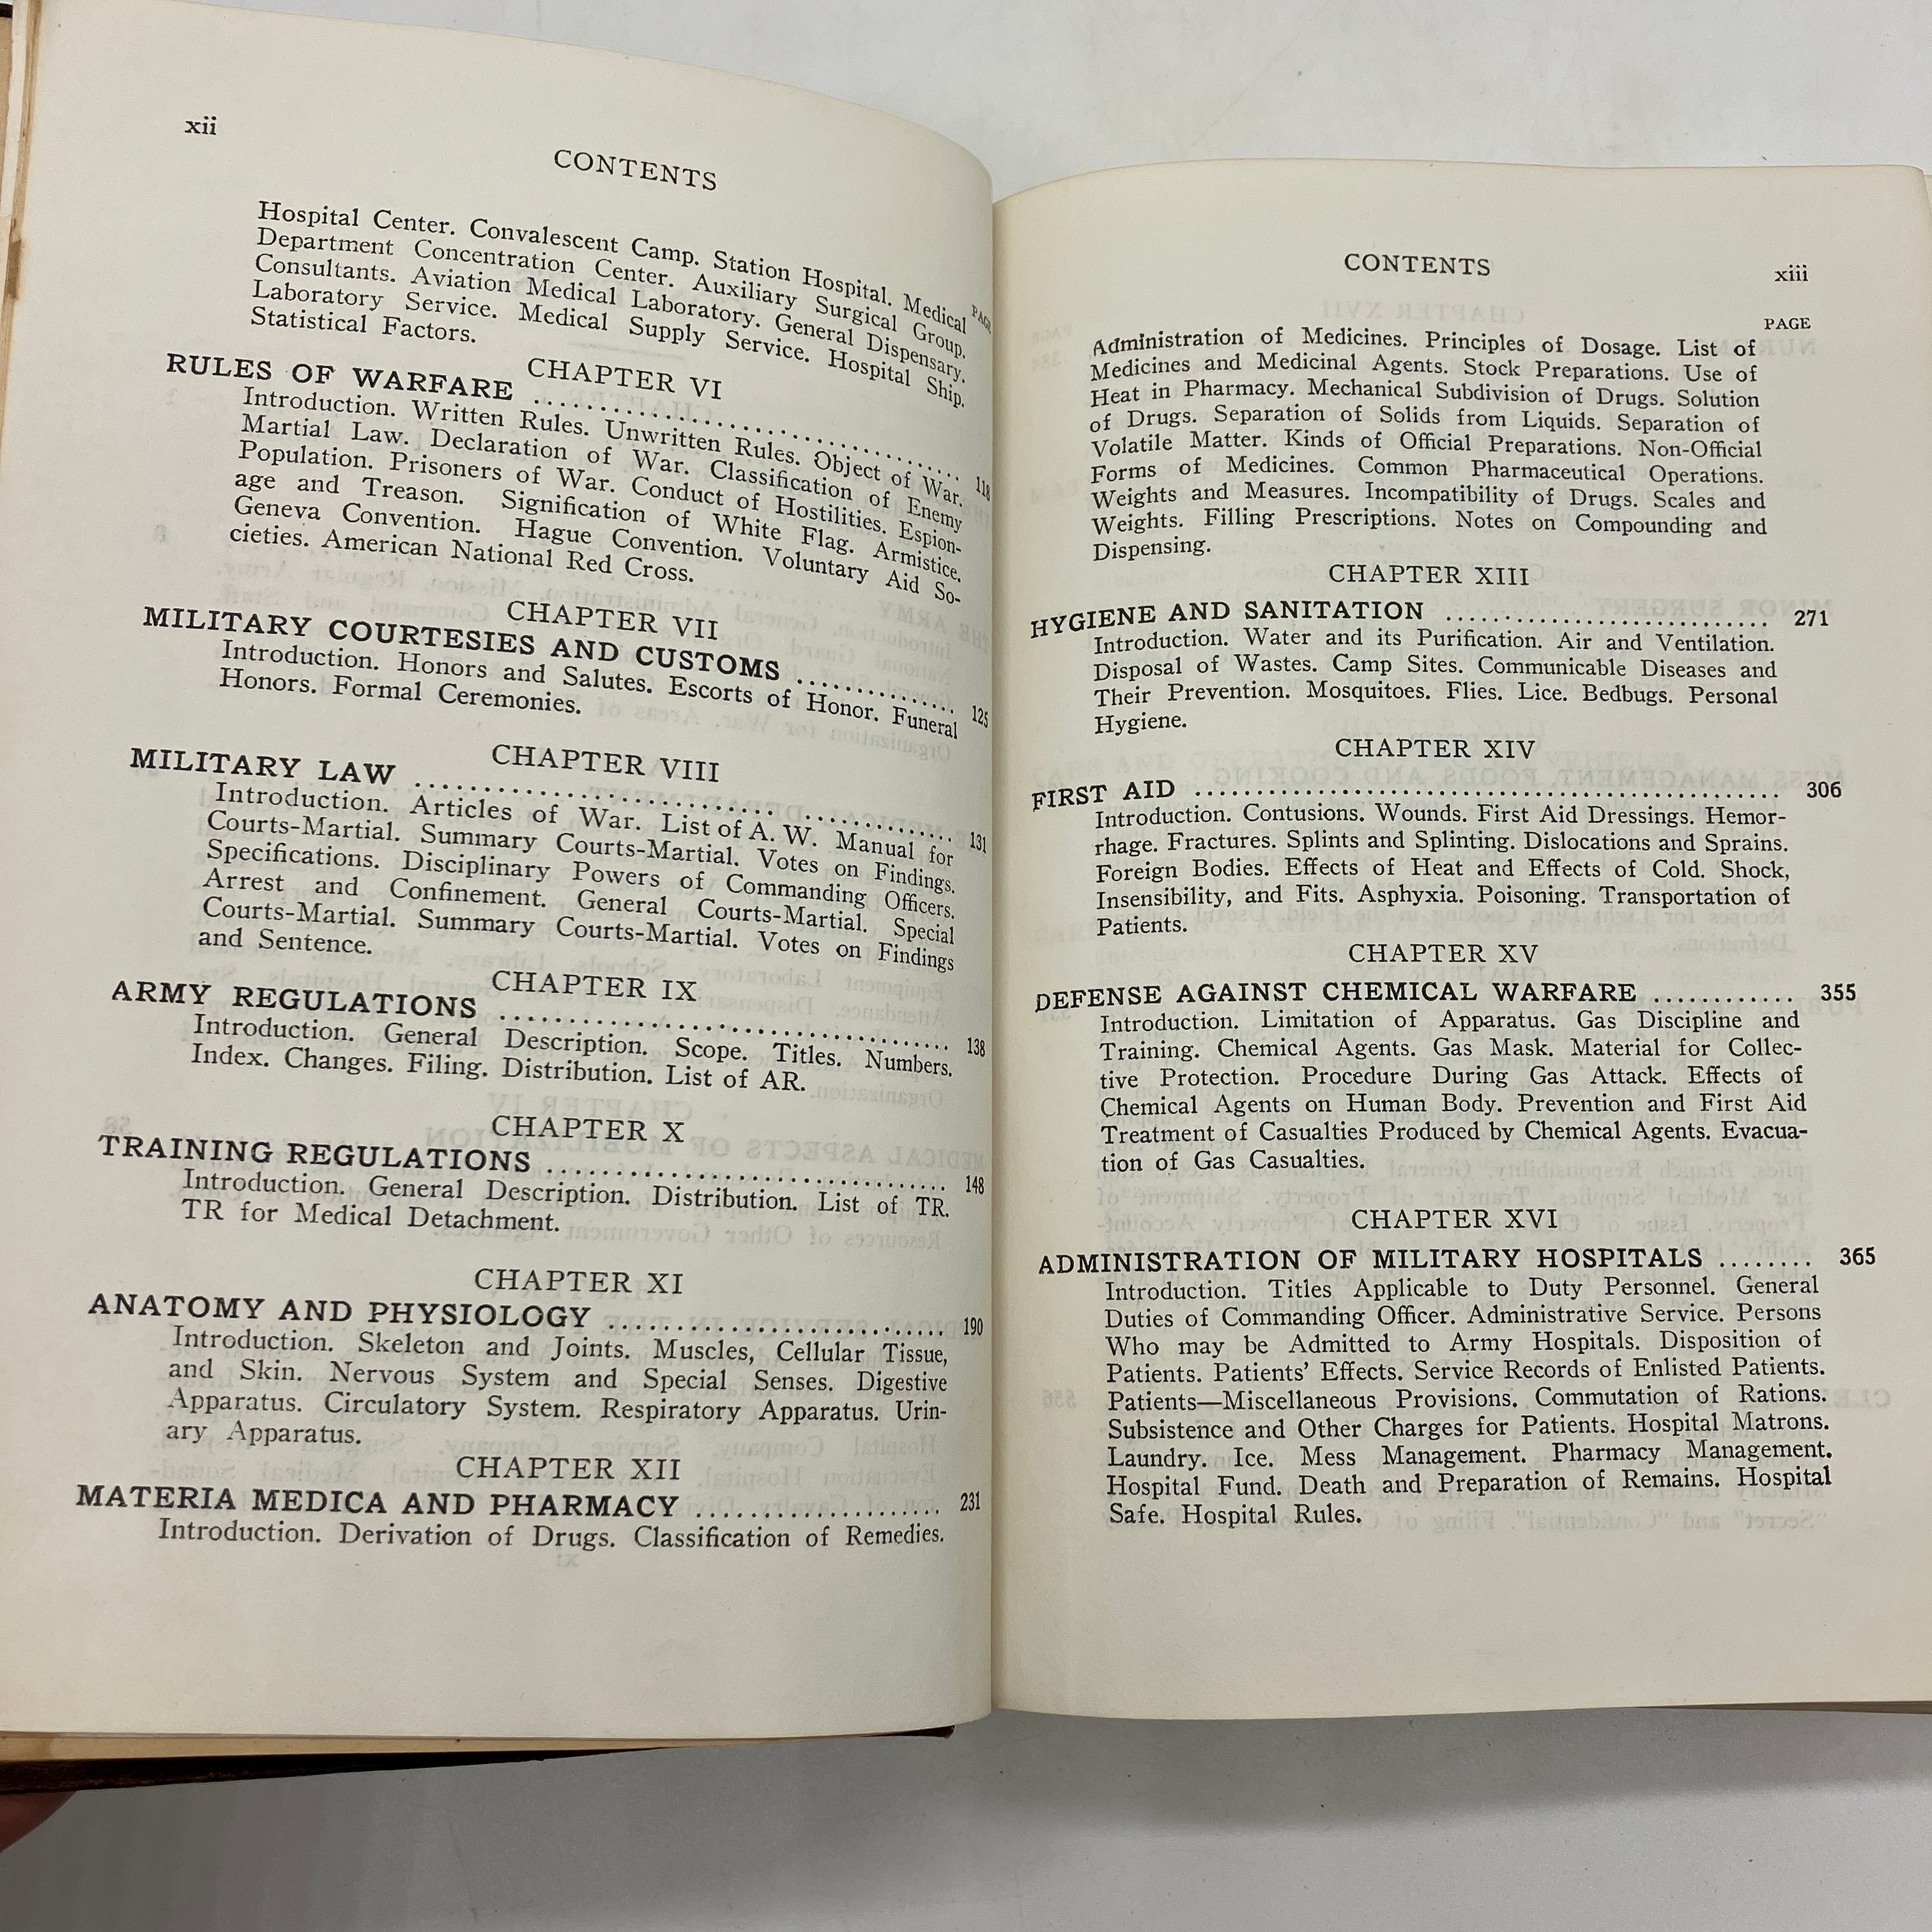 xii
CONTENTS
PAGE
Hospital Center. Convalescent Camp. Station Hospital. Medical
Department Concentration Center. Auxiliary Surgical Group.
Consultants. Aviation Medical Laboratory. General Dispensary.
Laboratory Service. Medical Supply Service. Hospital Ship.
Statistical Factors.
CHAPTER VI
RULES OF WARFARE ........................................ 118
Introduction. Written Rules. Unwritten Rules. Object of War.
Martial Law. Declaration of War. Classification of Enemy
Population. Prisoners of War. Conduct of Hostilities. Espion-
age and Treason. Signification of White Flag. Armistice.
Geneva Convention. Hague Convention. Voluntary Aid So-
cieties. American National Red Cross.
CHAPTER VII
MILITARY COURTESIES AND CUSTOMS ............... 125
Introduction. Honors and Salutes. Escorts of Honor. Funeral
Honors. Formal Ceremonies.
CHAPTER VIII
MILITARY LAW ........................................ 131
Introduction. Articles of War. List of A. W. Manual for
Courts-Martial. Summary Courts-Martial. Votes on Findings.
Specifications. Disciplinary Powers of Commanding Officers.
Arrest and Confinement. General Courts-Martial. Special
Courts-Martial. Summary Courts-Martial. Votes on Findings
and Sentence.
CHAPTER IX
ARMY REGULATIONS ................................... 138
Introduction. General Description. Scope. Titles. Numbers.
Index. Changes. Filing. Distribution. List of AR.
CHAPTER X
TRAINING REGULATIONS ................................. 148
Introduction. General Description. Distribution. List of TR.
TR for Medical Detachment.
CHAPTER XI
ANATOMY AND PHYSIOLOGY ............................ 190
Introduction. Skeleton and Joints. Muscles, Cellular Tissue,
and Skin. Nervous System and Special Senses. Digestive
Apparatus. Circulatory System. Respiratory Apparatus. Urin-
ary Apparatus.
CHAPTER XII
MATERIA MEDICA AND PHARMACY .................... 231
Introduction. Derivation of Drugs. Classification of Remedies.
CONTENTS xiii
PAGE
Administration of Medicines. Principles of Dosage. List of
Medicines and Medicinal Agents. Stock Preparations. Use of
Heat in Pharmacy. Mechanical Subdivision of Drugs. Solution
of Drugs. Separation of Solids from Liquids. Separation of
Volatile Matter. Kinds of Official Preparations. Non-Official
Forms of Medicines. Common Pharmaceutical Operations.
Weights and Measures. Incompatibility of Drugs. Scales and
Weights. Filling Prescriptions. Notes on Compounding and
Dispensing.
CHAPTER XIII
HYGIENE AND SANITATION ............................ 271
Introduction. Water and its Purification. Air and Ventilation.
Disposal of Wastes. Camp Sites. Communicable Diseases and
Their Prevention. Mosquitoes. Flies. Lice. Bedbugs. Personal
Hygiene.
CHAPTER XIV
FIRST AID .................................................. 306
Introduction. Contusions. Wounds. First Aid Dressings. Hemor-
rhage. Fractures. Splints and Splinting. Dislocations and Sprains.
Foreign Bodies. Effects of Heat and Effects of Cold. Shock,
Insensibility, and Fits. Asphyxia. Poisoning. Transportation of
Patients.
CHAPTER XV
DEFENSE AGAINST CHEMICAL WARFARE ............ 355
Introduction. Limitation of Apparatus. Gas Discipline and
Training. Chemical Agents. Gas Mask. Material for Collec-
tive Protection. Procedure During Gas Attack. Effects of
Chemical Agents on Human Body. Prevention and First Aid
Treatment of Casualties Produced by Chemical Agents. Evacua-
tion of Gas Casualties.
CHAPTER XVI
ADMINISTRATION OF MILITARY HOSPITALS ........ 365
Introduction. Titles Applicable to Duty Personnel. General
Duties of Commanding Officer. Administrative Service. Persons
Who may be Admitted to Army Hospitals. Disposition of
Patients. Patients' Effects. Service Records of Enlisted Patients.
Patients—Miscellaneous Provisions. Commutation of Rations.
Subsistence and Other Charges for Patients. Hospital Matrons.
Laundry. Ice. Mess Management. Pharmacy Management.
Hospital Fund. Death and Preparation of Remains. Hospital
Safe. Hospital Rules.